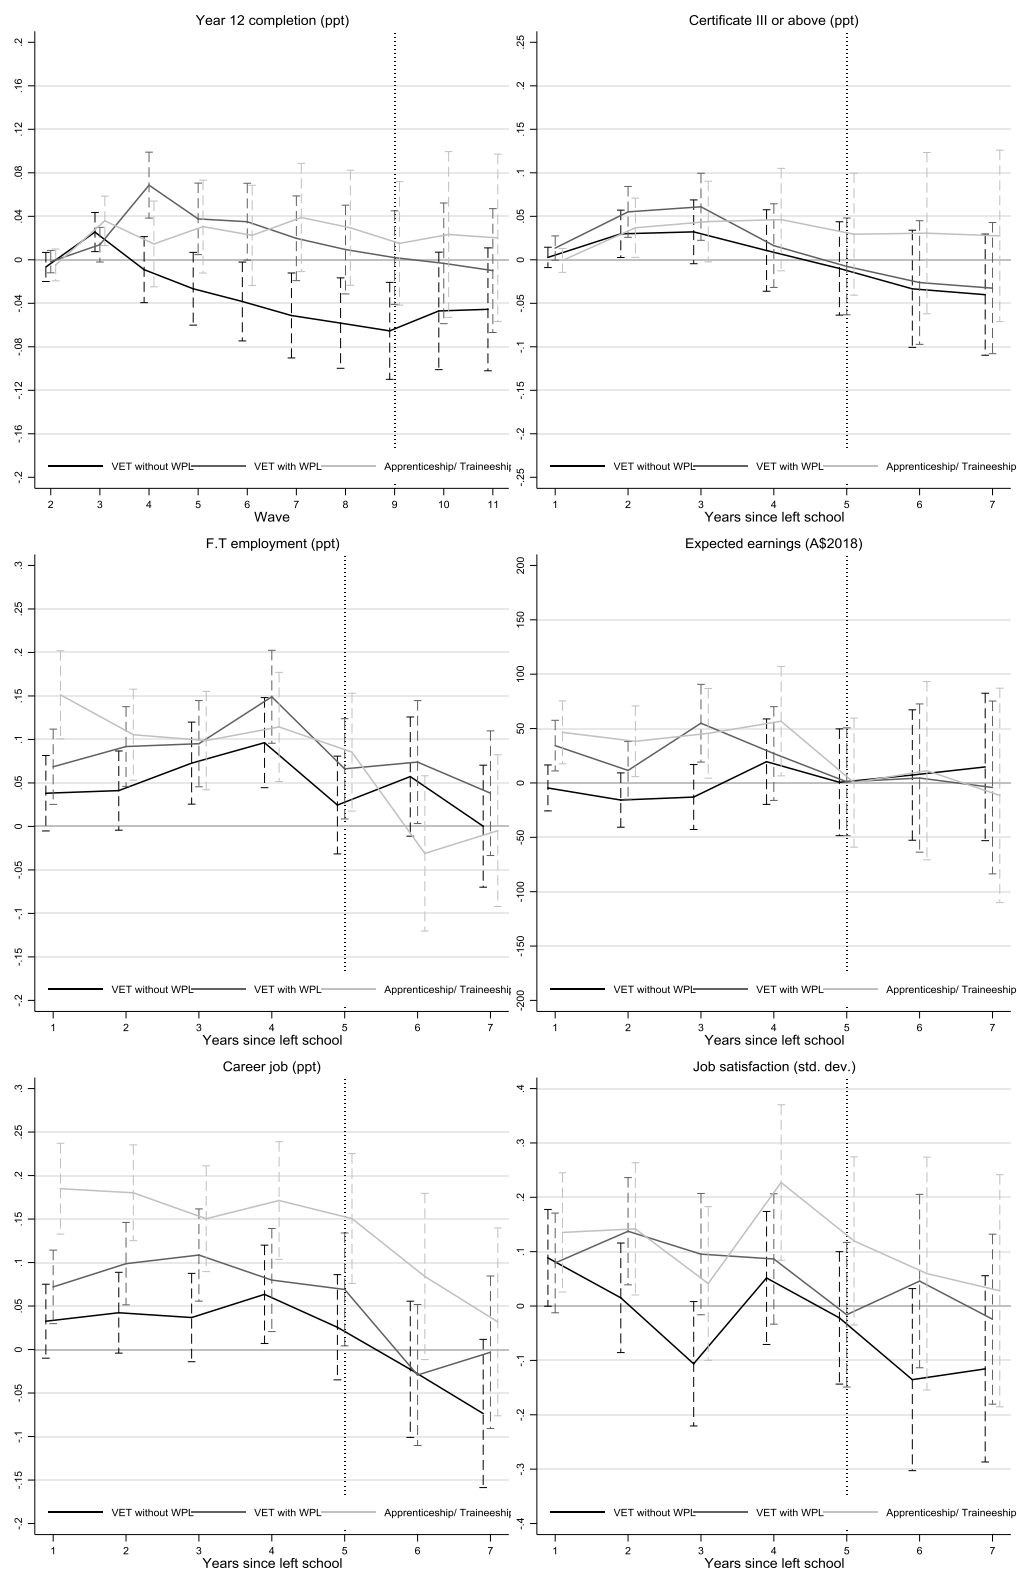 Year 12 completion (ppt)
.2
.16
.12
.08
.04
0
-.04
-.08
-.12
-.16
-.2
VET without WPL VET with WPL Apprenticeship/ Traineeship
2 3 4 5 6 7 8 9 10 11
Wave
Certificate III or above (ppt)
.25
.2
.15
.1
.05
0
-.05
-.1
-.15
-.2
-.25
VET without WPL VET with WPL Apprenticeship/ Traineeship
1 2 3 4 5 6 7
Years since left school
F.T employment (ppt)
.3
.25
.2
.15
.1
.05
0
-.05
-.1
-.15
-.2
VET without WPL VET with WPL Apprenticeship/ Traineeship
1 2 3 4 5 6 7
Years since left school
Expected earnings (A$2018)
200
150
100
50
0
-50
-100
-150
-200
VET without WPL VET with WPL Apprenticeship/ Traineeship
1 2 3 4 5 6 7
Years since left school
Career job (ppt)
.3
.25
.2
.15
.1
.05
0
-.05
-.1
-.15
-.2
VET without WPL VET with WPL Apprenticeship/ Traineeship
1 2 3 4 5 6 7
Years since left school
Job satisfaction (std. dev.)
.4
.3
.2
.1
0
-.1
-.2
-.3
-.4
VET without WPL VET with WPL Apprenticeship/ Traineeship
1 2 3 4 5 6 7
Years since left school